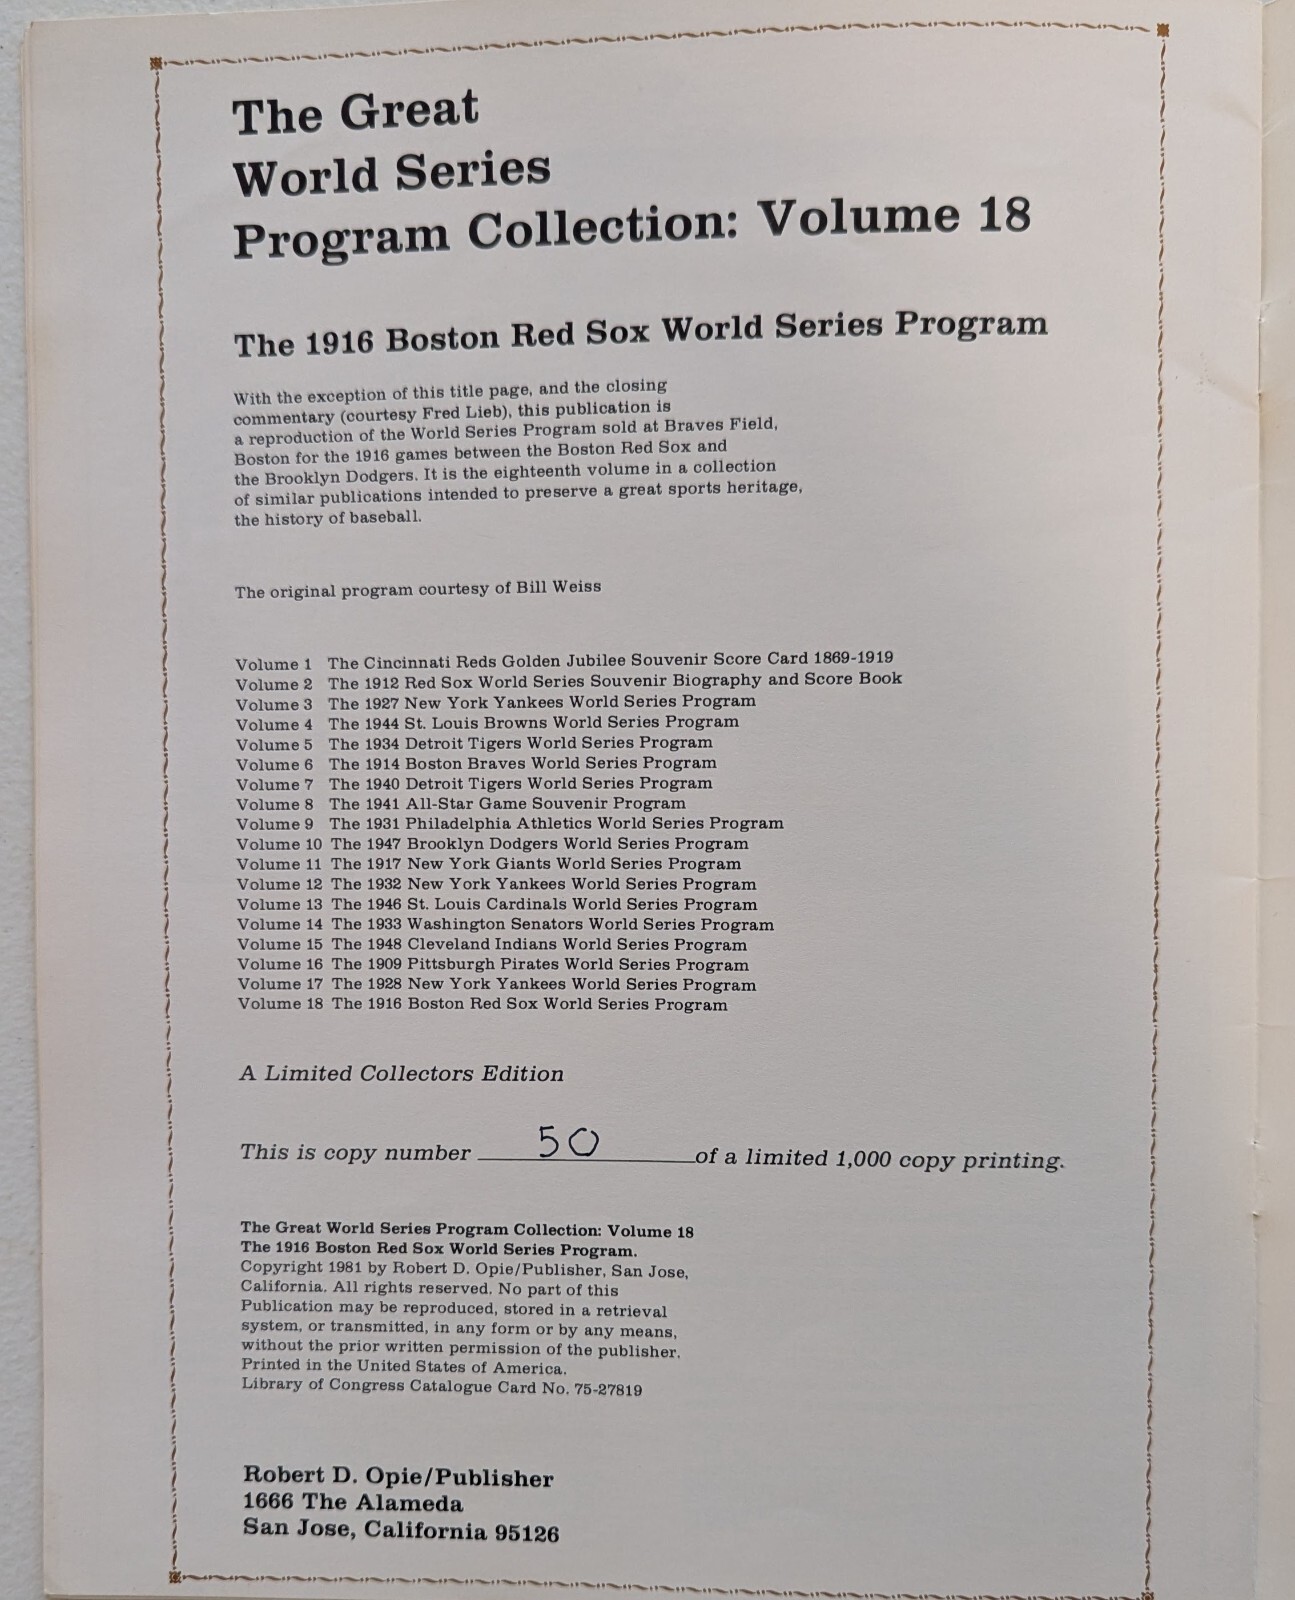 The Great
World Series
Program Collection: Volume 18
The 1916 Boston Red Sox World Series Program
With the exception of this title page, and the closing
commentary (courtesy Fred Lieb), this publication is
a reproduction of the World Series Program sold at Braves Field,
Boston for the 1916 games between the Boston Red Sox and
the Brooklyn Dodgers. It is the eighteenth volume in a collection
of similar publications intended to preserve a great sports heritage,
the history of baseball.
The original program courtesy of Bill Weiss
Volume 1 The Cincinnati Reds Golden Jubilee Souvenir Score Card 1869-1919
Volume 2 The 1912 Red Sox World Series Souvenir Biography and Score Book
Volume 3 The 1927 New York Yankees World Series Program
Volume 4 The 1944 St. Louis Browns World Series Program
Volume 5 The 1934 Detroit Tigers World Series Program
Volume 6 The 1914 Boston Braves World Series Program
Volume 7 The 1940 Detroit Tigers World Series Program
Volume 8 The 1941 All-Star Game Souvenir Program
Volume 9 The 1931 Philadelphia Athletics World Series Program
Volume 10 The 1947 Brooklyn Dodgers World Series Program
Volume 11 The 1917 New York Giants World Series Program
Volume 12 The 1932 New York Yankees World Series Program
Volume 13 The 1946 St. Louis Cardinals World Series Program
Volume 14 The 1933 Washington Senators World Series Program
Volume 15 The 1948 Cleveland Indians World Series Program
Volume 16 The 1909 Pittsburgh Pirates World Series Program
Volume 17 The 1928 New York Yankees World Series Program
Volume 18 The 1916 Boston Red Sox World Series Program
A Limited Collectors Edition
This is copy number 50 of a limited 1,000 copy printing.
The Great World Series Program Collection: Volume 18
The 1916 Boston Red Sox World Series Program.
Copyright 1981 by Robert D. Opie/Publisher, San Jose,
California. All rights reserved. No part of this
Publication may be reproduced, stored in a retrieval
system, or transmitted, in any form or by any means,
without the prior written permission of the publisher.
Printed in the United States of America.
Library of Congress Catalogue Card No. 75-27819
Robert D. Opie/Publisher
1666 The Alameda
San Jose, California 95126